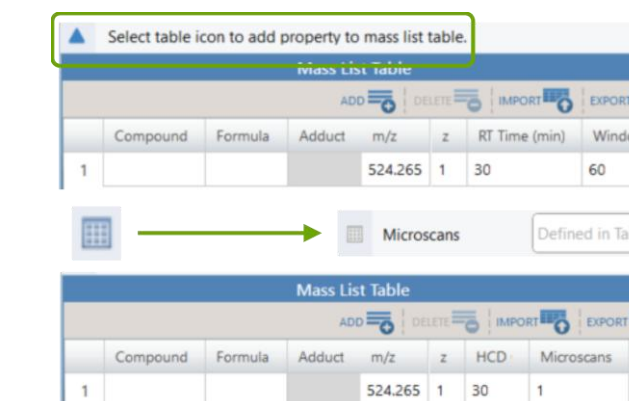 Select table icon to add property to mass list table.
Mass List Table
ADD DELETE IMPORT EXPORT
Compound Formula Adduct m/z z RT Time (min)
1 524.265 1 30 60
Microscans Defined in
Mass List Table
ADD DELETE IMPORT EXPORT
Compound Formula Adduct m/z z HCD Microscans
1 524.265 1 30 1